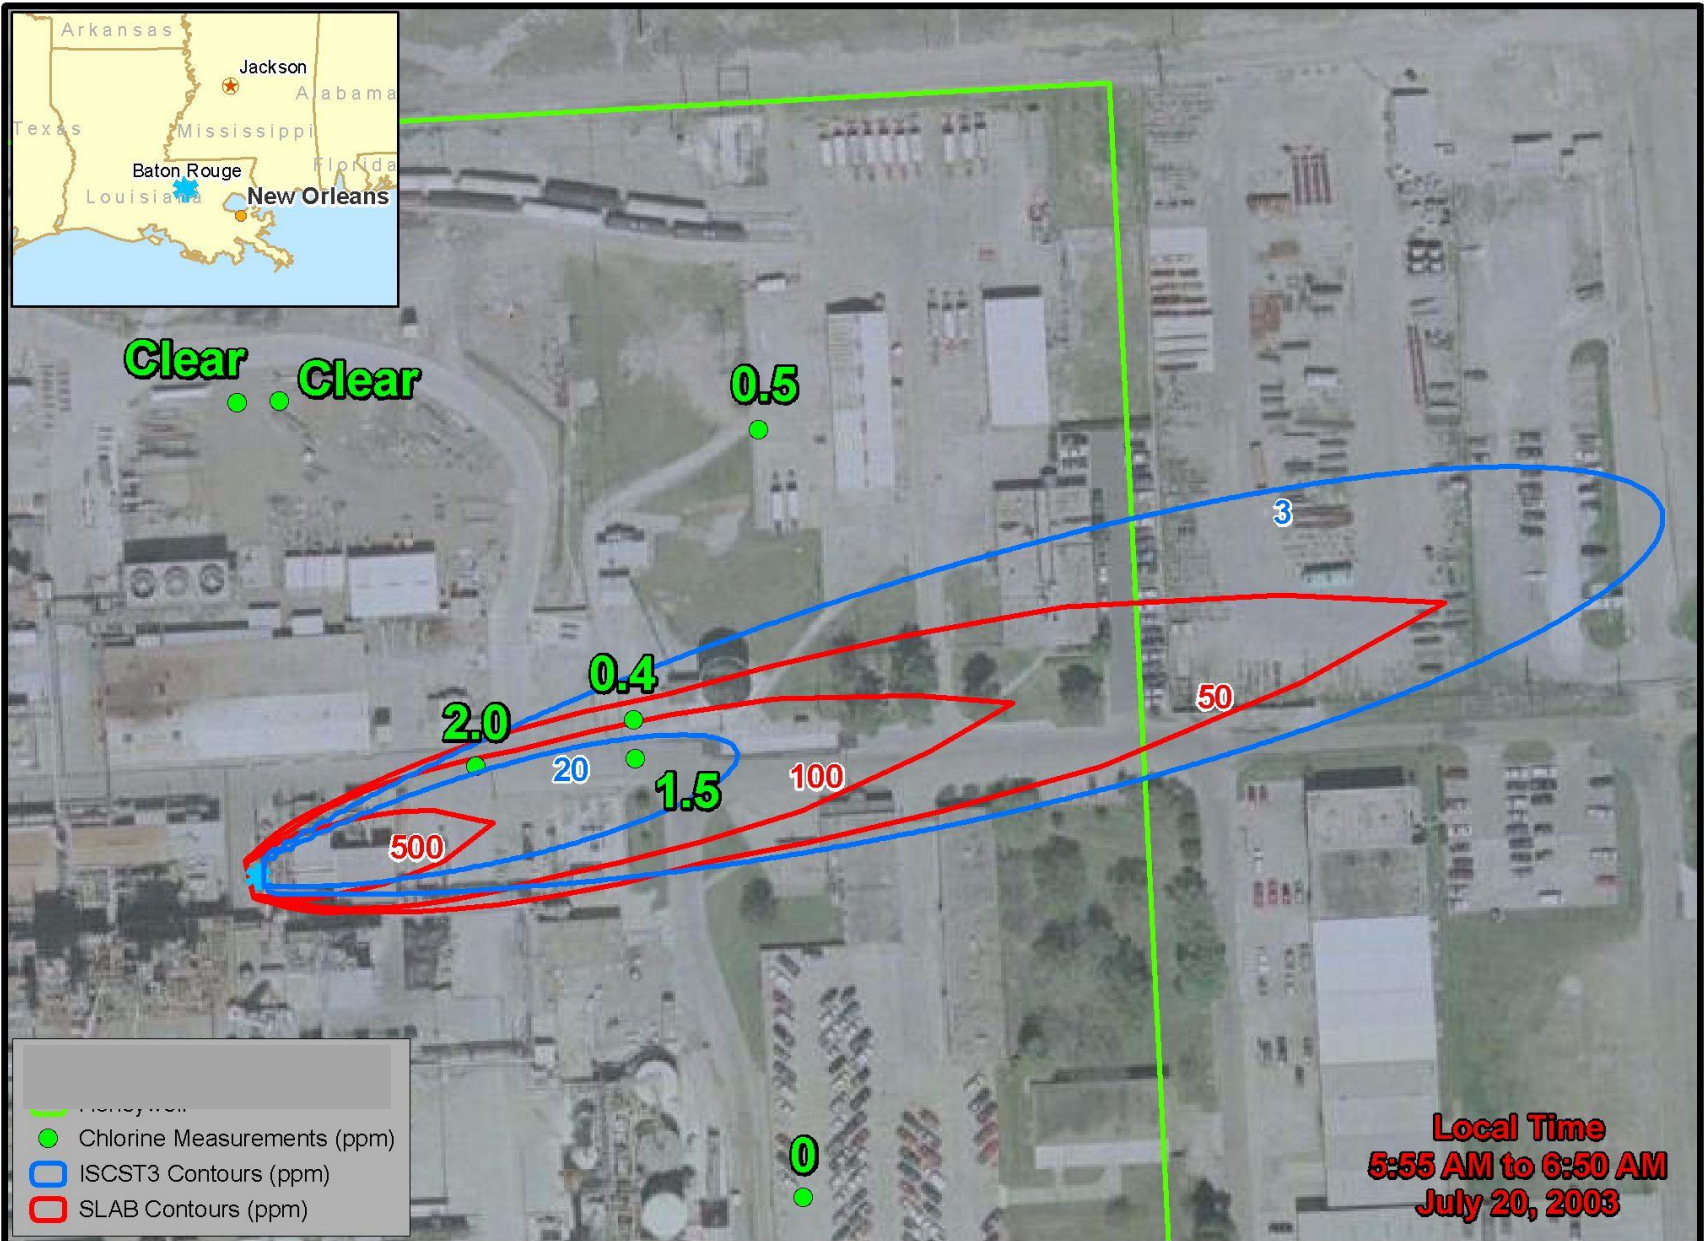 Arkansas
Jackson
Alabama
Texas
Mississippi
Florida
Baton Rouge
Louisiana
New Orleans
Clear
Clear
0.5
3
0.4
2.0
50
20
100
1.5
500
0
Chlorine Measurements (ppm)
ISCST3 Contours (ppm)
SLAB Contours (ppm)
Local Time
5:55 AM to 6:50 AM
July 20, 2003